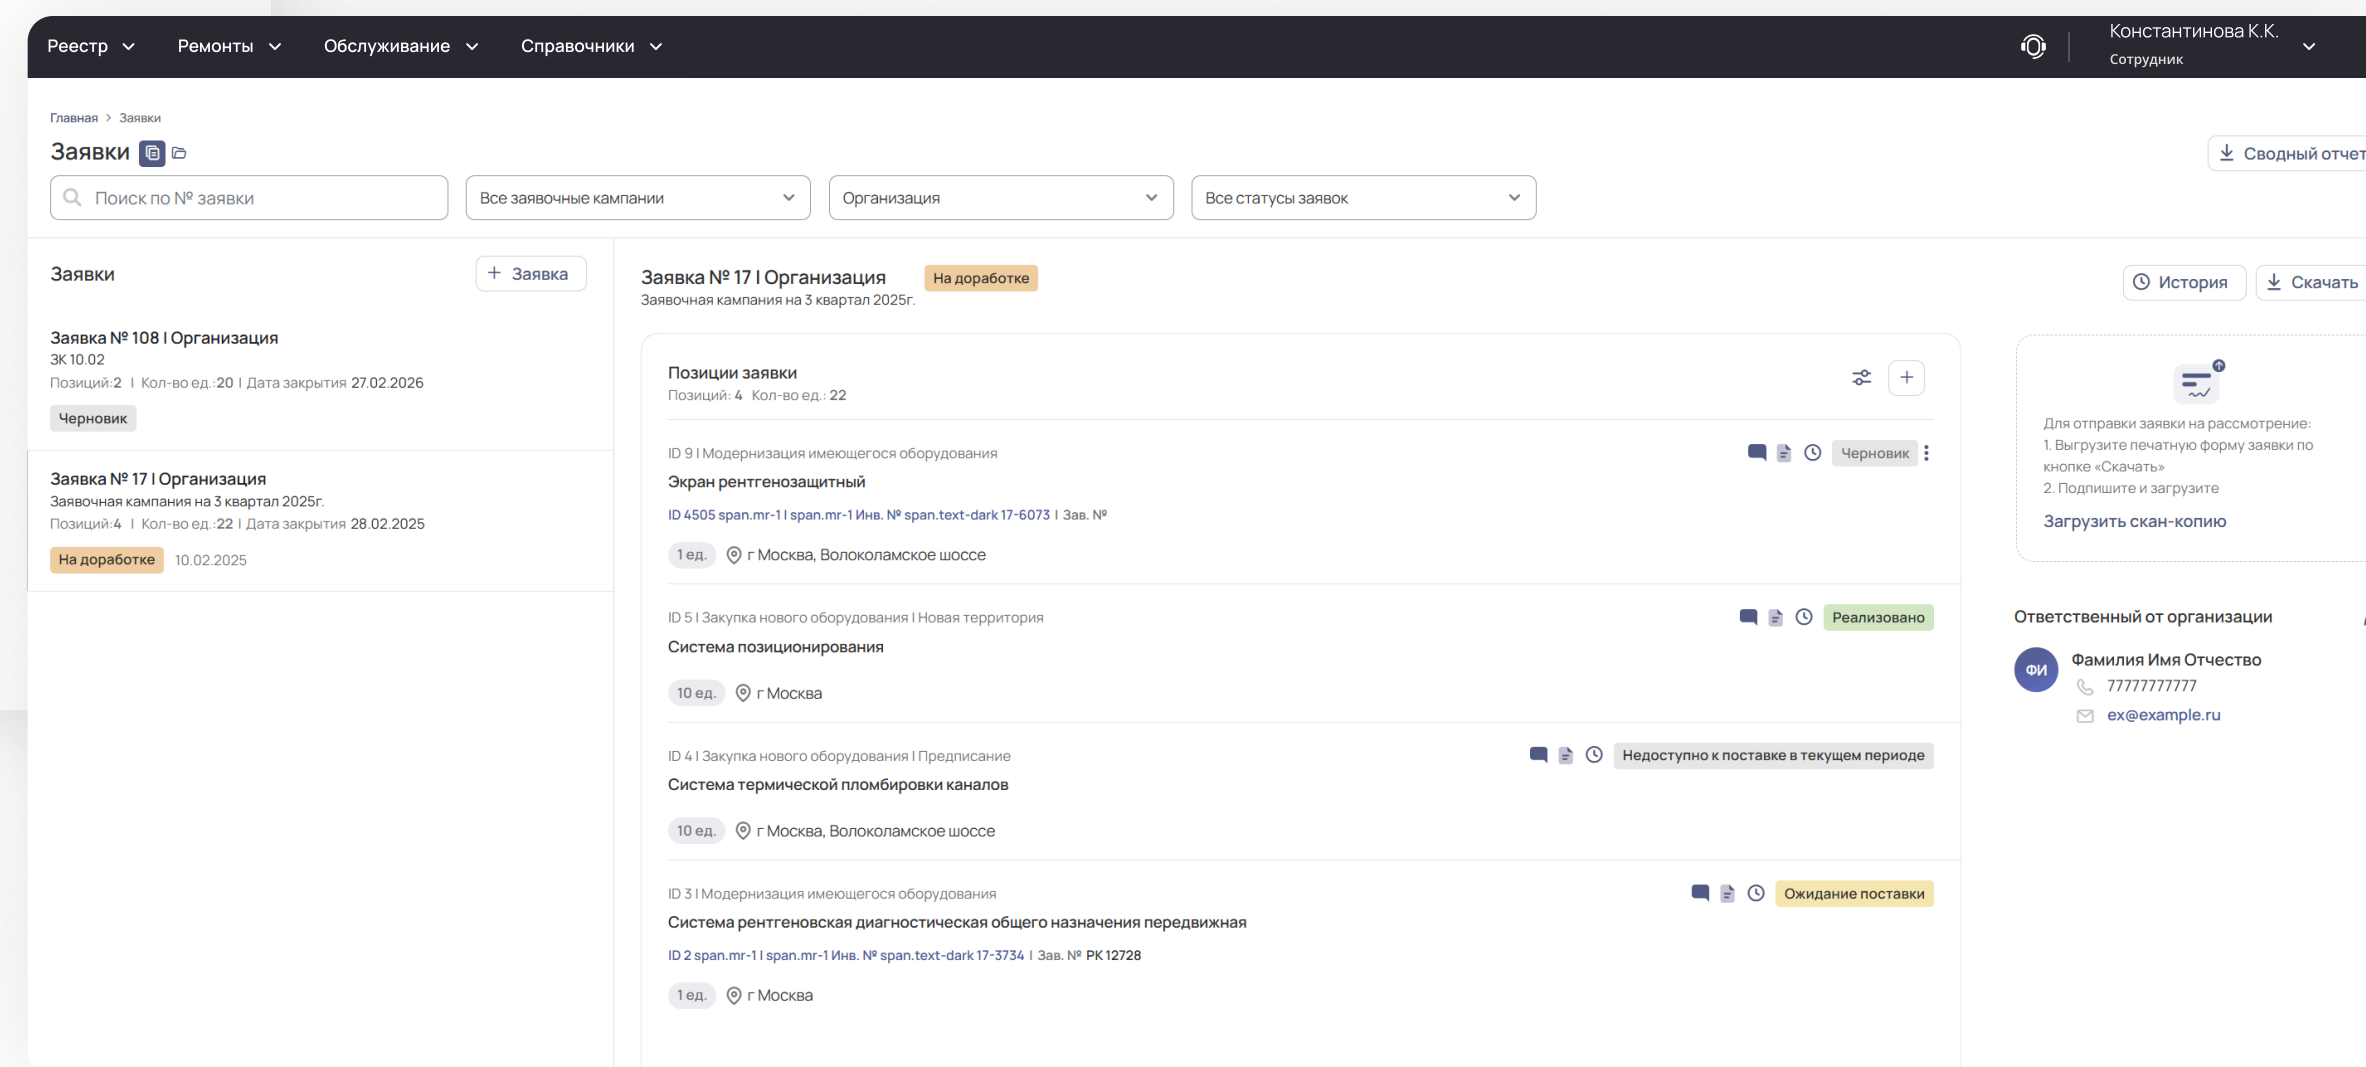 Реестр Ремонты Обслуживание Справочники
Константинова К.К.
Сотрудник
Главная > Заявки
Заявки
Сводный отчет
Поиск по № заявки
Все заявочные кампании
Организация
Все статусы заявок
Заявки
+ Заявка
Заявка № 108 | Организация
ЗК 10.02
Позиций:2 | Кол-во ед.:20 | Дата закрытия 27.02.2026
Черновик
Заявка № 17 | Организация
Заявочная кампания на 3 квартал 2025г.
Позиций:4 | Кол-во ед.:22 | Дата закрытия 28.02.2025
На доработке 10.02.2025
Заявка № 17 | Организация На доработке
Заявочная кампания на 3 квартал 2025г.
История
Скачать
Позиции заявки
Позиций: 4 Кол-во ед.: 22
ID 9 | Модернизация имеющегося оборудования
Черновик
Экран рентгенозащитный
ID 4505 span.mr-1 | span.mr-1 Инв. № span.text-dark 17-6073 | Зав. №
1 ед. г Москва, Волоколамское шоссе
ID 5 | Закупка нового оборудования | Новая территория
Реализовано
Система позиционирования
10 ед. г Москва
ID 4 | Закупка нового оборудования | Предписание
Недоступно к поставке в текущем периоде
Система термической пломбировки каналов
10 ед. г Москва, Волоколамское шоссе
ID 3 | Модернизация имеющегося оборудования
Ожидание поставки
Система рентгеновская диагностическая общего назначения передвижная
ID 2 span.mr-1 | span.mr-1 Инв. № span.text-dark 17-3734 | Зав. № РК 12728
1 ед. г Москва
Для отправки заявки на рассмотрение:
1. Выгрузите печатную форму заявки по
кнопке «Скачать»
2. Подпишите и загрузите
Загрузить скан-копию
Ответственный от организации
ФИ
Фамилия Имя Отчество
77777777777
ex@example.ru